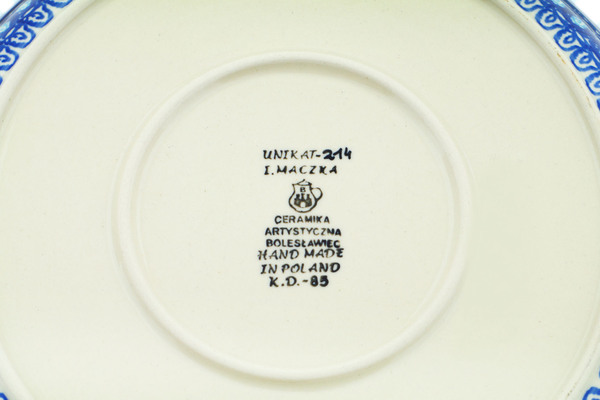 UNIKAT-214
I. MACZKA
B
CERAMIKA
ARTYSTYCZNA
BOLESŁAWIEC
HAND MADE
IN POLAND
K.D.-85